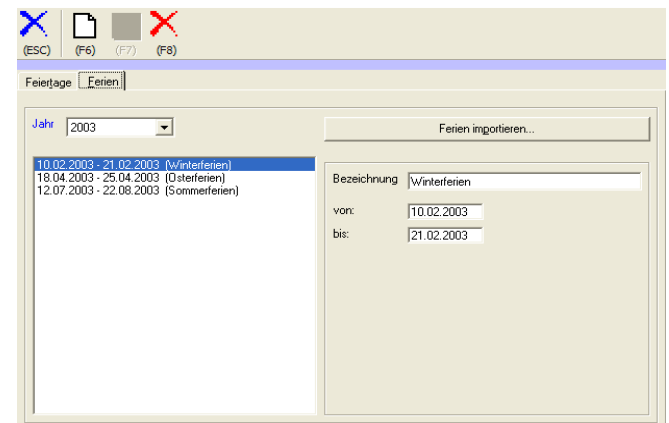 (ESC) (F6) (F7) (F8)
Feiertage Ferien
Jahr 2003 Ferien importieren...
10.02.2003 - 21.02.2003 (Winterferien)
18.04.2003 - 25.04.2003 (Osterferien)
12.07.2003 - 22.08.2003 (Sommerferien)
Bezeichnung Winterferien
von: 10.02.2003
bis: 21.02.2003